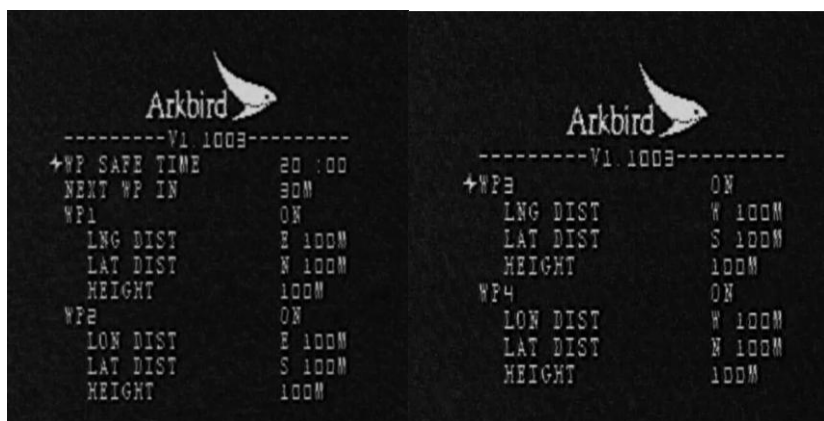 Arkbird
---------V1.1003---------
WP SAFE TIME 20 :00
NEXT WP IN 30M
WP1 ON
LNG DIST E 100M
LAT DIST N 100M
HEIGHT 100M
WP2 ON
LON DIST E 100M
LAT DIST S 100M
HEIGHT 100M
Arkbird
---------V1.1003---------
WP3 ON
LNG DIST W 100M
LAT DIST S 100M
HEIGHT 100M
WP4 ON
LON DIST W 100M
LAT DIST N 100M
HEIGHT 100M